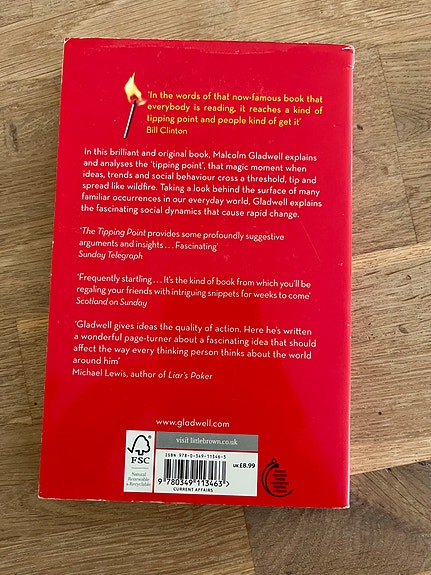 'In the words of that now-famous book that
everybody is reading, it reaches a kind of
tipping point and people kind of get it'
Bill Clinton
In this brilliant and original book, Malcolm Gladwell explains
and analyses the 'tipping point', that magic moment when
ideas, trends and social behaviour cross a threshold, tip and
spread like wildfire. Taking a look behind the surface of many
familiar occurrences in our everyday world, Gladwell explains
the fascinating social dynamics that cause rapid change.
'The Tipping Point provides some profoundly suggestive
arguments and insights ... Fascinating'
Sunday Telegraph
'Frequently startling ... It's the kind of book from which you'll be
regaling your friends with intriguing snippets for weeks to come'
Scotland on Sunday
'Gladwell gives ideas the quality of action. Here he's written
a wonderful page-turner about a fascinating idea that should
affect the way every thinking person thinks about the world
around him'
Michael Lewis, author of Liar's Poker
www.gladwell.com
visit littlebrown.co.uk
FSC
Natural
Renewable
& Recyclable
ISBN 978-0-349-11346-3
9 780349 113463 >
CURRENT AFFAIRS
UK £8.99